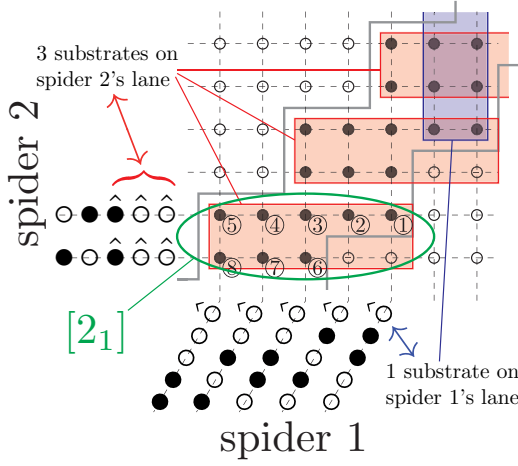 3 substrates on
spider 2's lane
spider 2
5 4 3 2 1
8 7 6
[2₁]
1 substrate on
spider 1's lane
spider 1